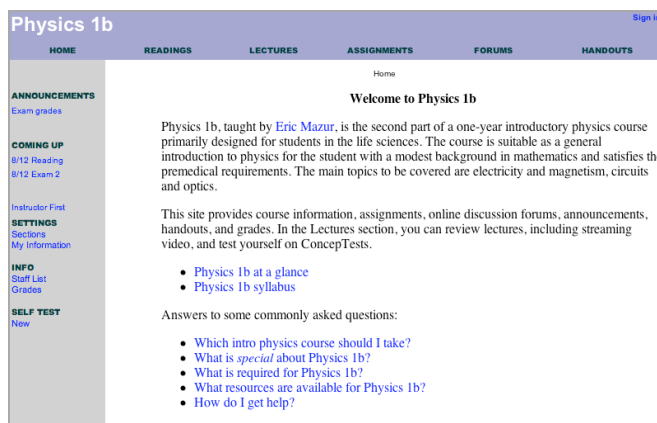 Physics 1b
Sign i
HOME READINGS LECTURES ASSIGNMENTS FORUMS HANDOUTS
Home
ANNOUNCEMENTS
Exam grades
COMING UP
8/12 Reading
8/12 Exam 2
Instructor First
SETTINGS
Sections
My Information
INFO
Staff List
Grades
SELF TEST
New
Welcome to Physics 1b
Physics 1b, taught by Eric Mazur, is the second part of a one-year introductory physics course
primarily designed for students in the life sciences. The course is suitable as a general
introduction to physics for the student with a modest background in mathematics and satisfies th
premedical requirements. The main topics to be covered are electricity and magnetism, circuits
and optics.
This site provides course information, assignments, online discussion forums, announcements,
handouts, and grades. In the Lectures section, you can review lectures, including streaming
video, and test yourself on ConcepTests.
• Physics 1b at a glance
• Physics 1b syllabus
Answers to some commonly asked questions:
• Which intro physics course should I take?
• What is special about Physics 1b?
• What is required for Physics 1b?
• What resources are available for Physics 1b?
• How do I get help?